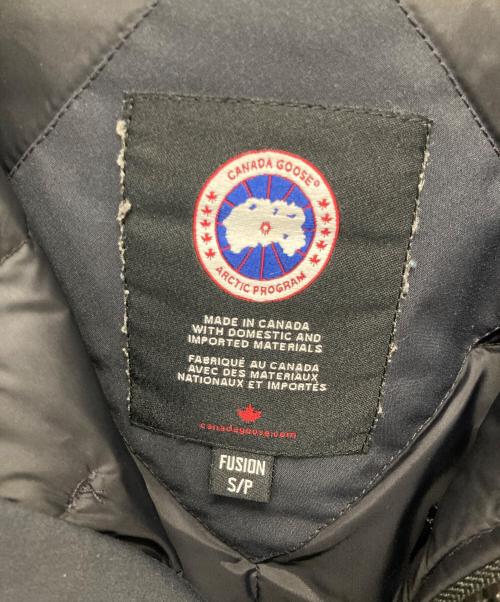 CANADA GOOSE®
ARCTIC PROGRAM
MADE IN CANADA
WITH DOMESTIC AND
IMPORTED MATERIALS
FABRIQUÉ AU CANADA
AVEC DES MATERIAUX
NATIONAUX ET IMPORTÉS
canadagoose.com
FUSION
S/P